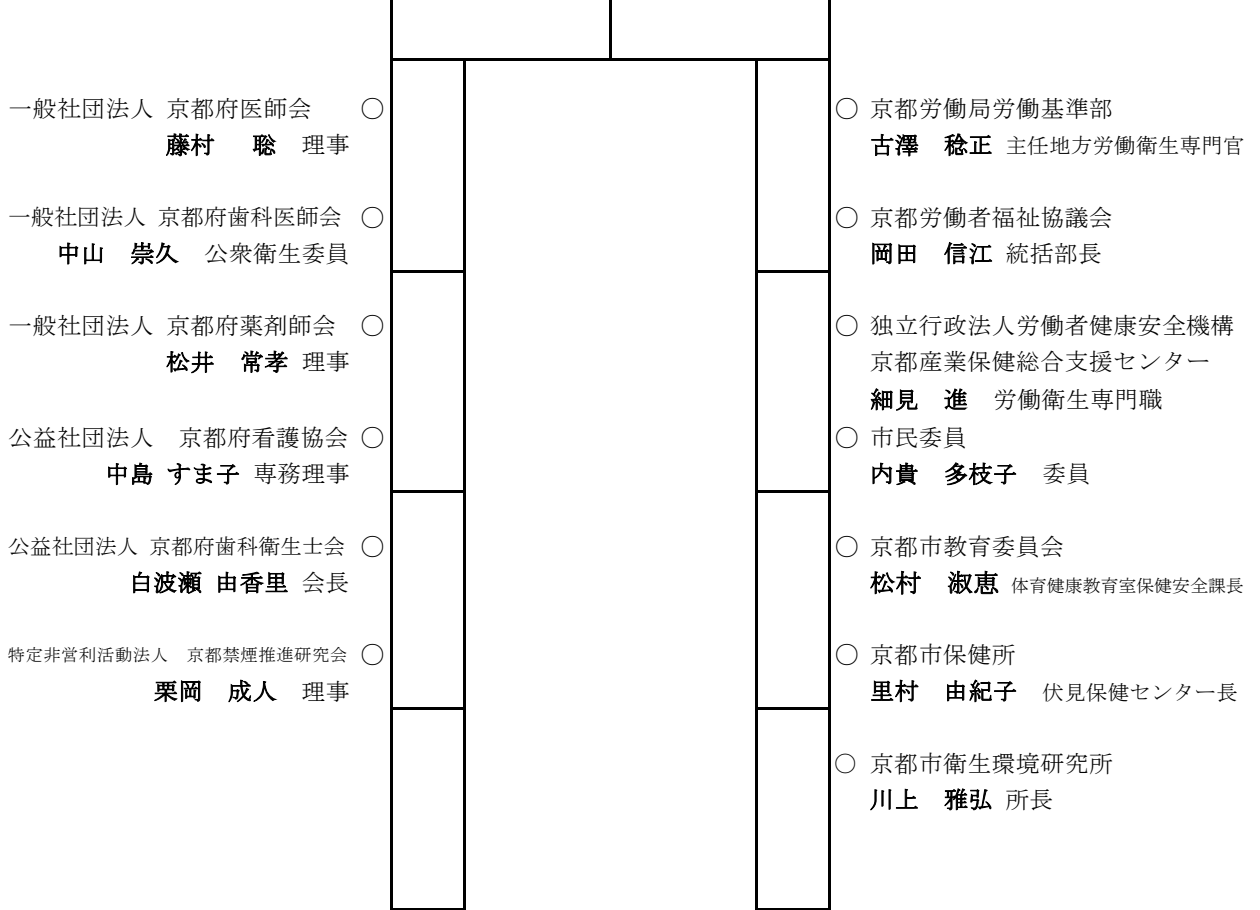 一般社団法人 京都府医師会 ○
藤村 聡 理事
一般社団法人 京都府歯科医師会 ○
中山 崇久 公衆衛生委員
一般社団法人 京都府薬剤師会 ○
松井 常孝 理事
公益社団法人 京都府看護協会 ○
中島 すま子 専務理事
公益社団法人 京都府歯科衛生士会 ○
白波瀬 由香里 会長
特定非営利活動法人 京都禁煙推進研究会 ○
栗岡 成人 理事
○ 京都労働局労働基準部
古澤 稔正 主任地方労働衛生専門官
○ 京都労働者福祉協議会
岡田 信江 統括部長
○ 独立行政法人労働者健康安全機構
京都産業保健総合支援センター
細見 進 労働衛生専門職
○ 市民委員
内貴 多枝子 委員
○ 京都市教育委員会
松村 淑恵 体育健康教育室保健安全課長
○ 京都市保健所
里村 由紀子 伏見保健センター長
○ 京都市衛生環境研究所
川上 雅弘 所長